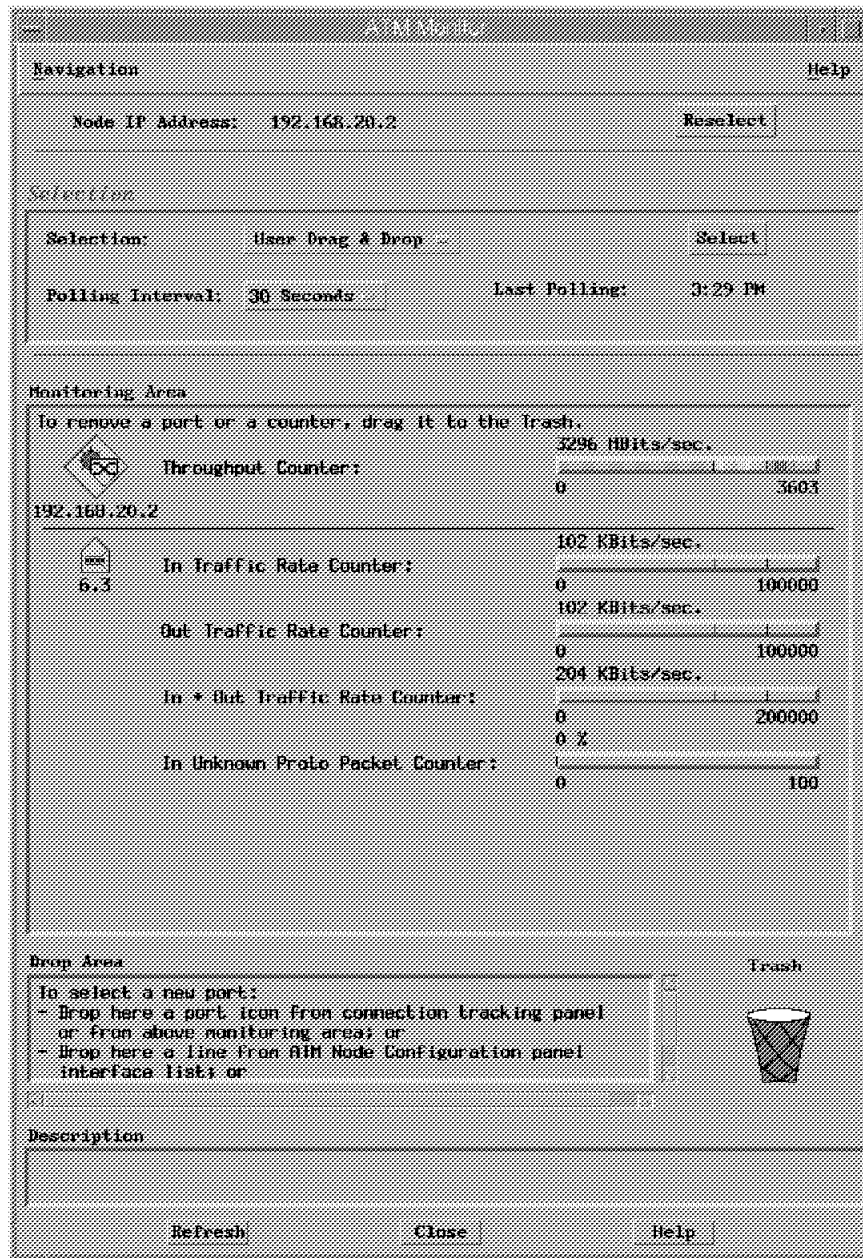 ATM Monitor
Navigation Help
Node IP Address: 192.168.20.2 Reselect
Selection
Selection: User Drag & Drop Select
Polling Interval: 30 Seconds Last Polling: 3:29 PM
Monitoring Area
To remove a port or a counter, drag it to the Trash.
3296 MBits/sec.
Throughput Counter:
0 3603
192.168.20.2
102 KBits/sec.
In Traffic Rate Counter:
6.3
0 100000
102 KBits/sec.
Out Traffic Rate Counter:
0 100000
204 KBits/sec.
In + Out Traffic Rate Counter:
0 200000
0 %
In Unknown Proto Packet Counter:
0 100
Drop Area Trash
To select a new port:
- Drop here a port icon from connection tracking panel
or from above monitoring area; or
- Drop here a line from ATM Node Configuration panel
interface list; or
Description
Refresh Close Help